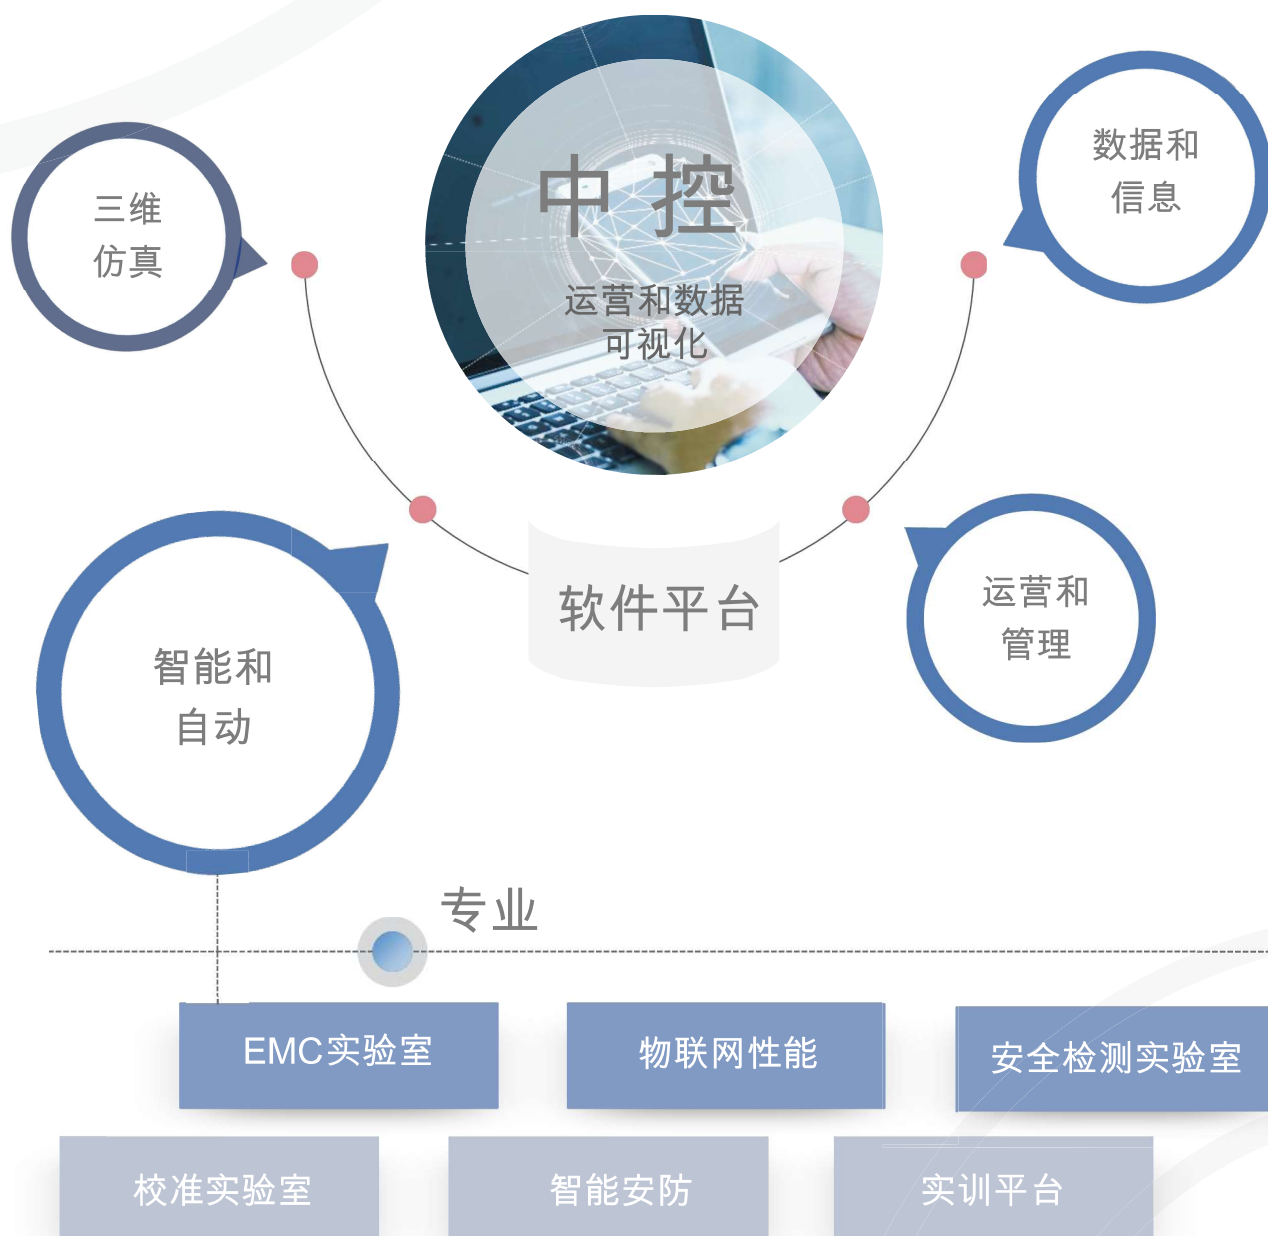 中控
运营和数据
可视化
三维
仿真
数据和
信息
智能和
自动
软件平台
运营和
管理
专业
EMC实验室
物联网性能
安全检测实验室
校准实验室
智能安防
实训平台